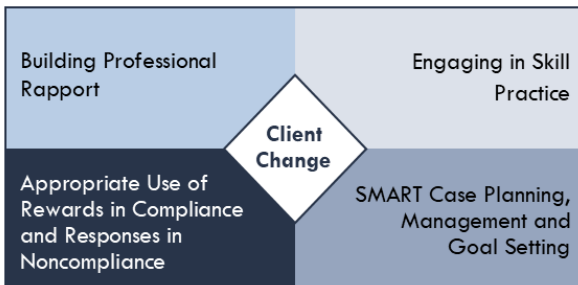 Building Professional
Rapport
Engaging in Skill
Practice
Client
Change
Appropriate Use of
Rewards in Compliance
and Responses in
Noncompliance
SMART Case Planning,
Management and
Goal Setting